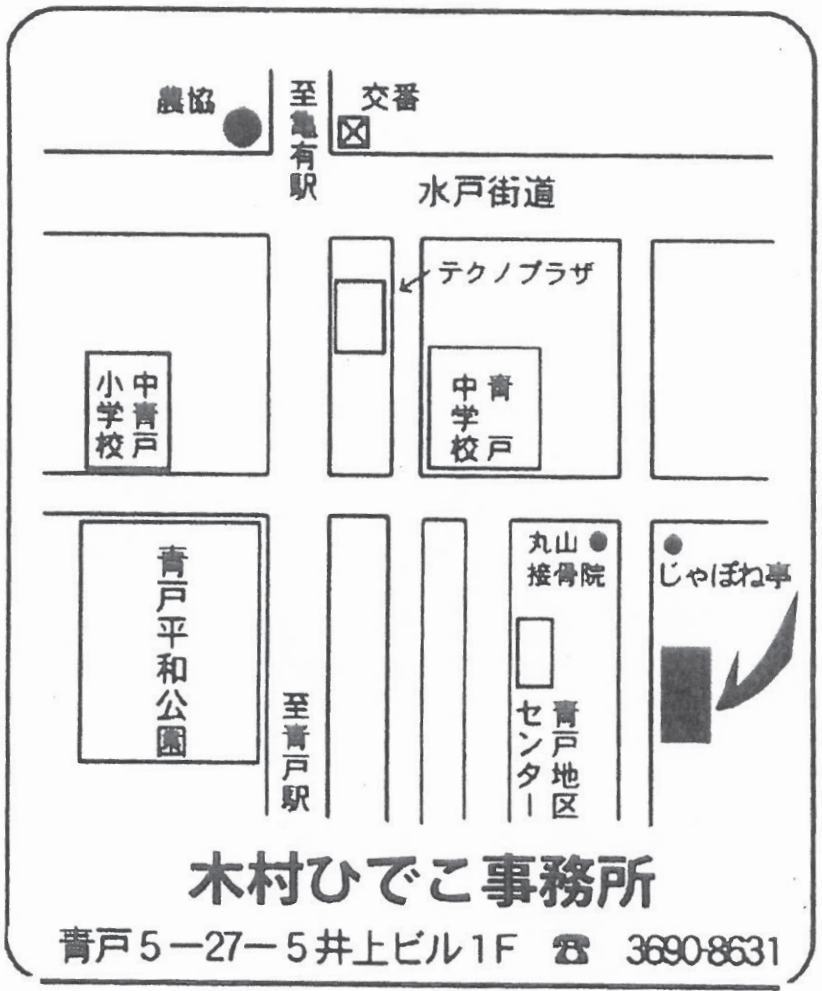 農協
至亀有駅
交番
水戸街道
テクノプラザ
中青戸
小学校
青戸
中学校
青戸平和公園
至青戸駅
丸山
接骨院
じゃぽね亭
青戸地区
センター
木村ひでこ事務所
青戸5－27－5井上ビル1F ☎ 3690-8631